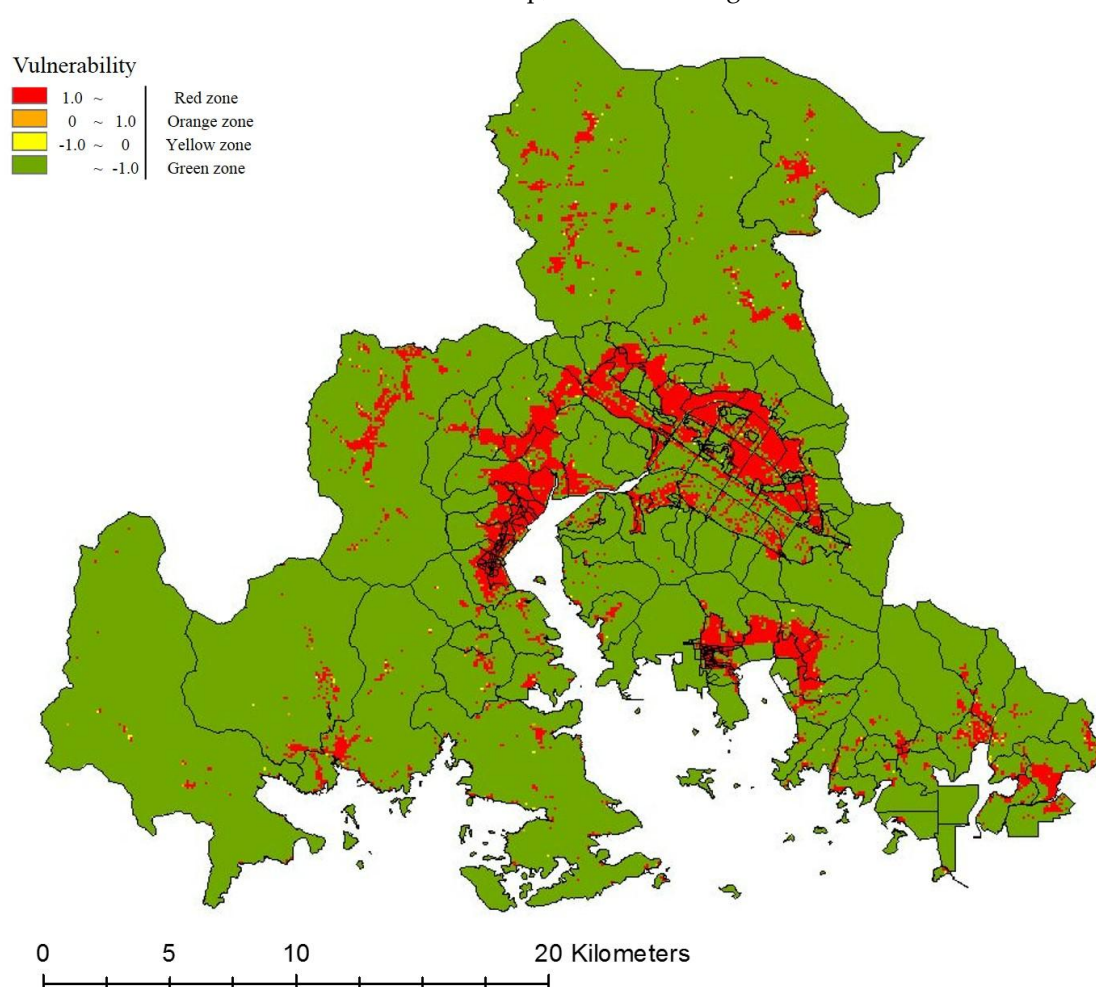 Vulnerability
1.0 ~ Red zone
0 ~ 1.0 Orange zone
-1.0 ~ 0 Yellow zone
~ -1.0 Green zone
0 5 10 20 Kilometers